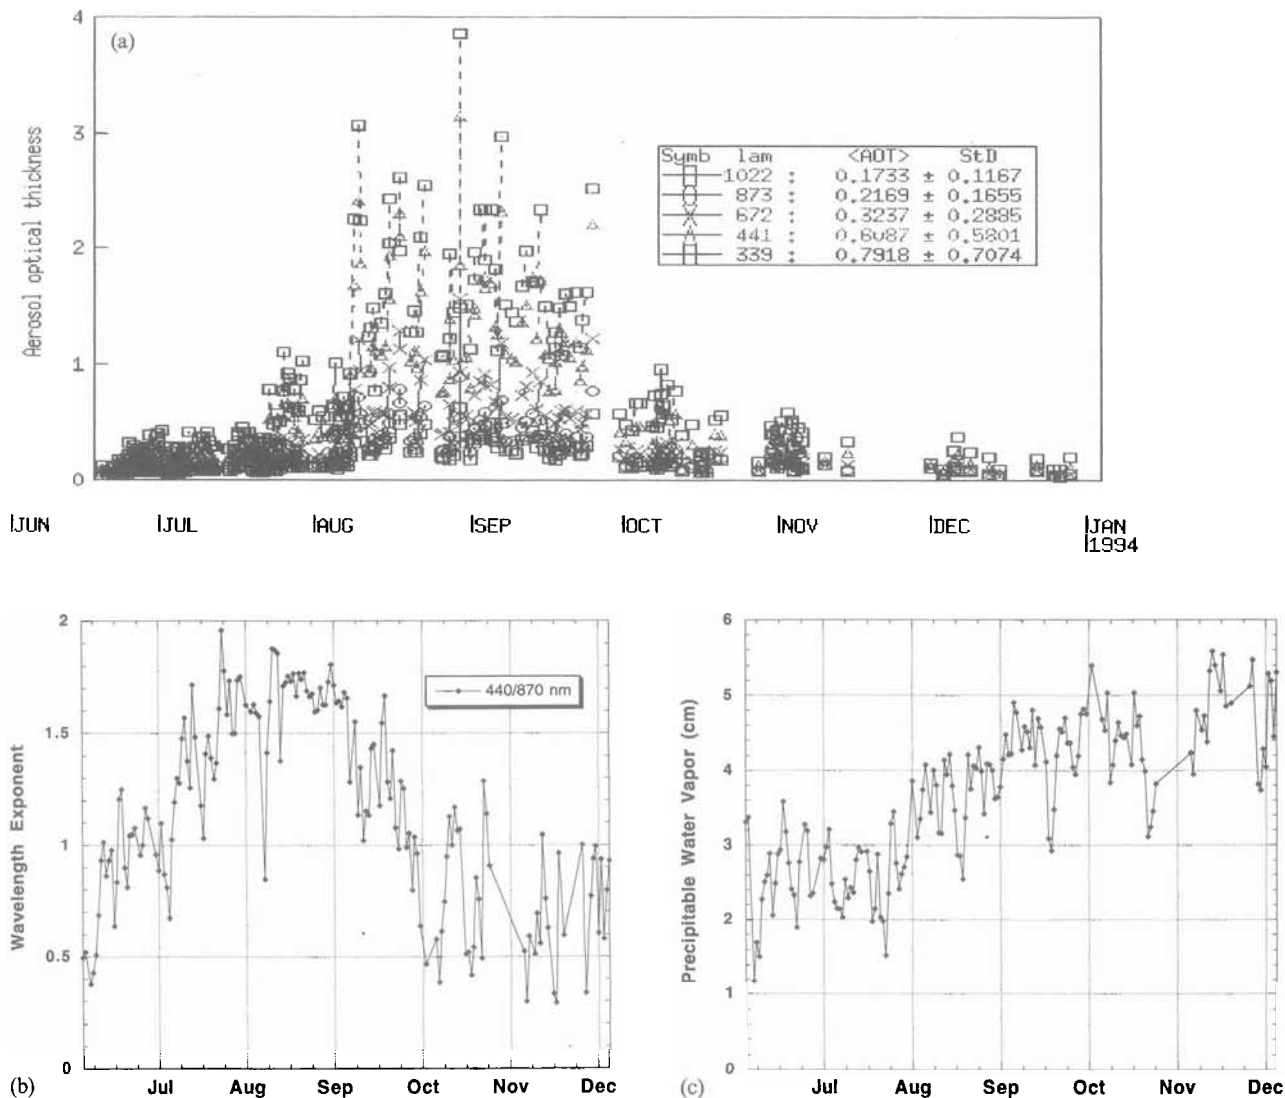 (a)
4
3
2
1
0
Aerosol optical thickness
Symb lam <AOT> StD
1022 : 0.1733 ± 0.1167
873 : 0.2169 ± 0.1655
672 : 0.3237 ± 0.2885
441 : 0.6087 ± 0.5801
339 : 0.7918 ± 0.7074
|JUN |JUL |AUG |SEP |OCT |NOV |DEC |JAN
|1994
2
1.5
1
0.5
0
Wavelength Exponent
440/870 nm
(b) Jul Aug Sep Oct Nov Dec
6
5
4
3
2
1
0
Precipitable Water Vapor (cm)
(c) Jul Aug Sep Oct Nov Dec